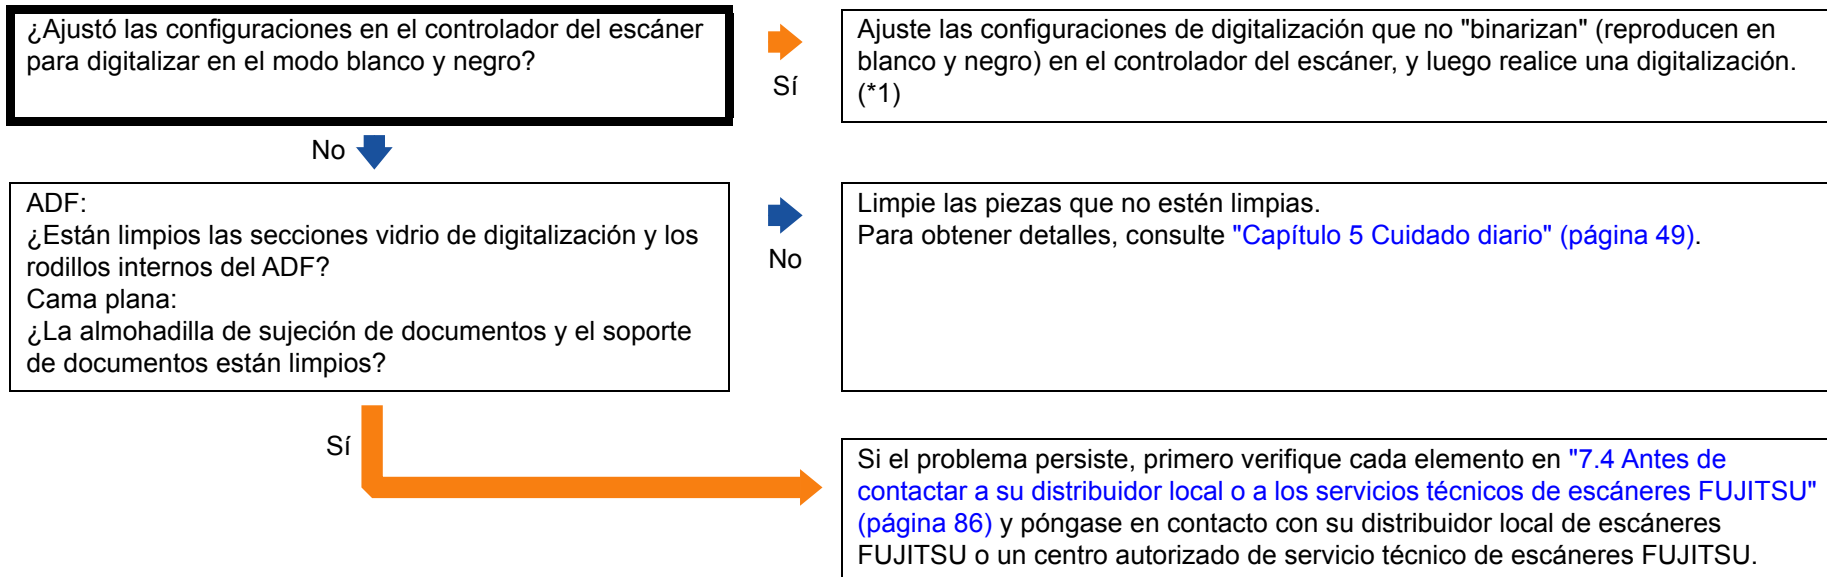 ¿Ajustó las configuraciones en el controlador del escáner
para digitalizar en el modo blanco y negro?
Sí
Ajuste las configuraciones de digitalización que no "binarizan" (reproducen en
blanco y negro) en el controlador del escáner, y luego realice una digitalización.
(*1)
No
ADF:
¿Están limpios las secciones vidrio de digitalización y los
rodillos internos del ADF?
Cama plana:
¿La almohadilla de sujeción de documentos y el soporte
de documentos están limpios?
No
Limpie las piezas que no estén limpias.
Para obtener detalles, consulte "Capítulo 5 Cuidado diario" (página 49).
Sí
Si el problema persiste, primero verifique cada elemento en "7.4 Antes de
contactar a su distribuidor local o a los servicios técnicos de escáneres FUJITSU"
(página 86) y póngase en contacto con su distribuidor local de escáneres
FUJITSU o un centro autorizado de servicio técnico de escáneres FUJITSU.